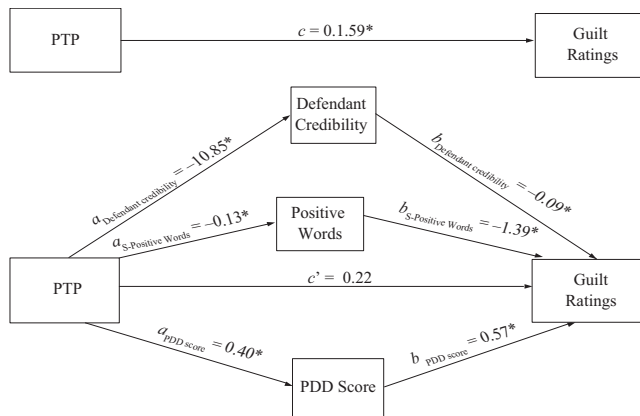 PTP
c = 0.1.59*
Guilt
Ratings
Defendant
Credibility
a Defendant credibility = –10.85*
b Defendant credibility = –0.09*
Positive
Words
a S-Positive Words = –0.13*
b S-Positive Words = –1.39*
PTP
c’ = 0.22
Guilt
Ratings
a PDD score = 0.40*
b PDD score = 0.57*
PDD Score